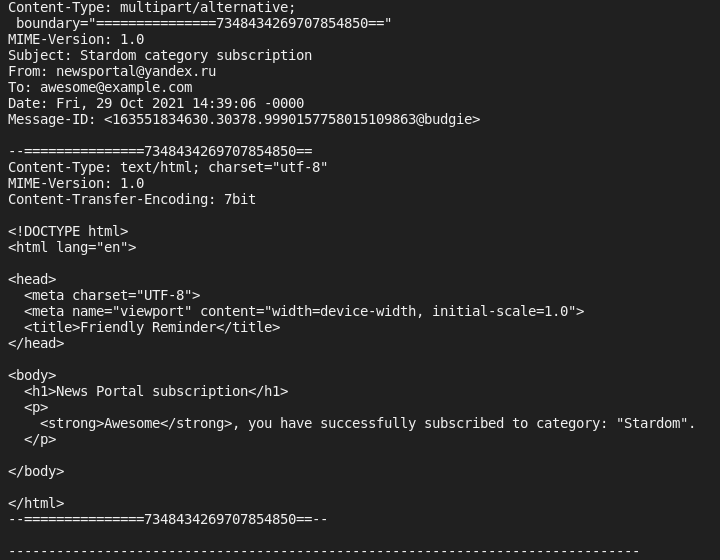 Content-Type: multipart/alternative;
 boundary="===============7348434269707854850=="
MIME-Version: 1.0
Subject: Stardom category subscription
From: newsportal@yandex.ru
To: awesome@example.com
Date: Fri, 29 Oct 2021 14:39:06 -0000
Message-ID: <163551834630.30378.9990157758015109863@budgie>

--===============7348434269707854850==
Content-Type: text/html; charset="utf-8"
MIME-Version: 1.0
Content-Transfer-Encoding: 7bit

<!DOCTYPE html>
<html lang="en">

<head>
  <meta charset="UTF-8">
  <meta name="viewport" content="width=device-width, initial-scale=1.0">
  <title>Friendly Reminder</title>
</head>

<body>
  <h1>News Portal subscription</h1>
  <p>
    <strong>Awesome</strong>, you have successfully subscribed to category: "Stardom".
  </p>

</body>

</html>
--===============7348434269707854850==--

-------------------------------------------------------------------------------